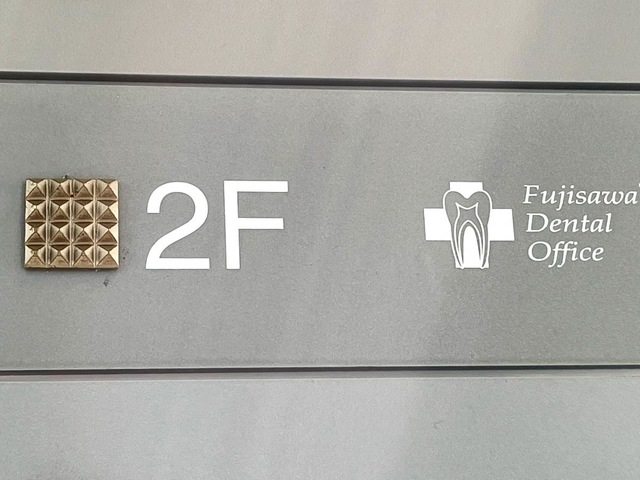 2F
Fujisawa'
Dental
Office